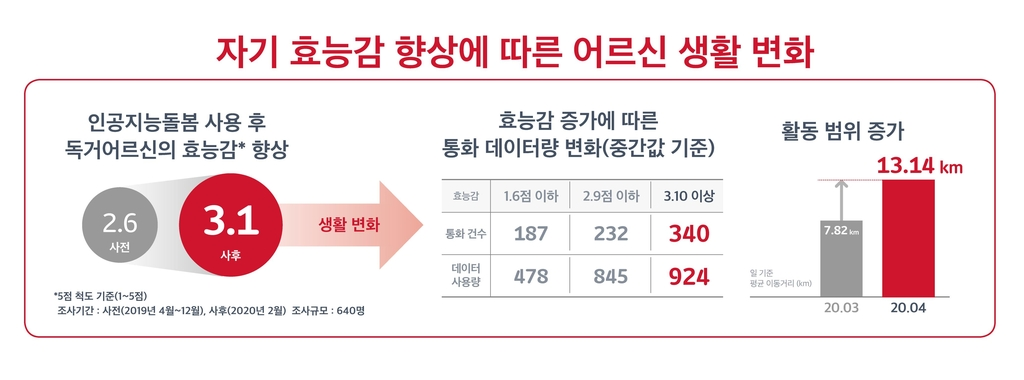 자기 효능감 향상에 따른 어르신 생활 변화
인공지능돌봄 사용 후
독거어르신의 효능감* 향상
2.6
사전
3.1
사후
생활 변화
*5점 척도 기준(1~5점)
조사기간 : 사전(2019년 4월~12월), 사후(2020년 2월) 조사규모 : 640명
효능감 증가에 따른
통화 데이터량 변화(중간값 기준)
효능감 1.6점 이하 2.9점 이하 3.10 이상
통화 건수 187 232 340
데이터
사용량 478 845 924
활동 범위 증가
13.14 km
7.82 km
일 기준
평균 이동거리 (km)
20.03 20.04